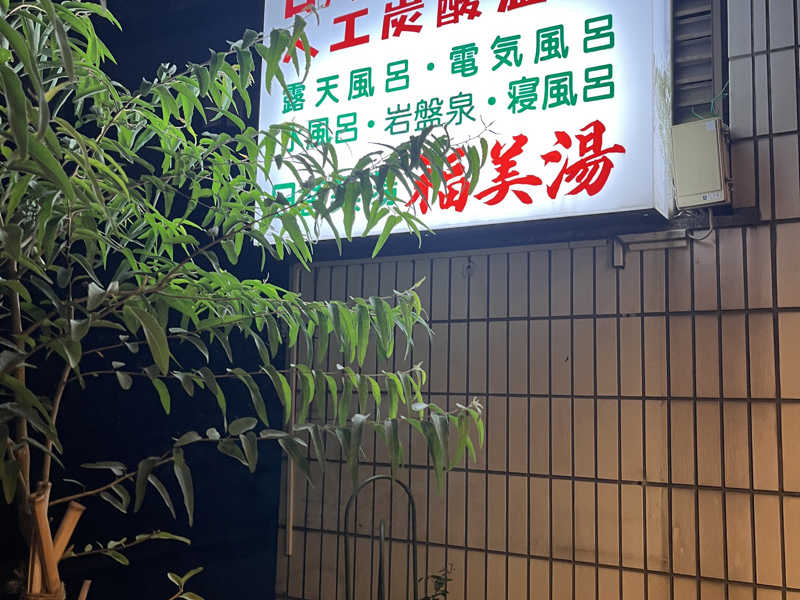 人工炭酸温
露天風呂・電気風呂
水風呂・岩盤泉・寝風呂
福美湯